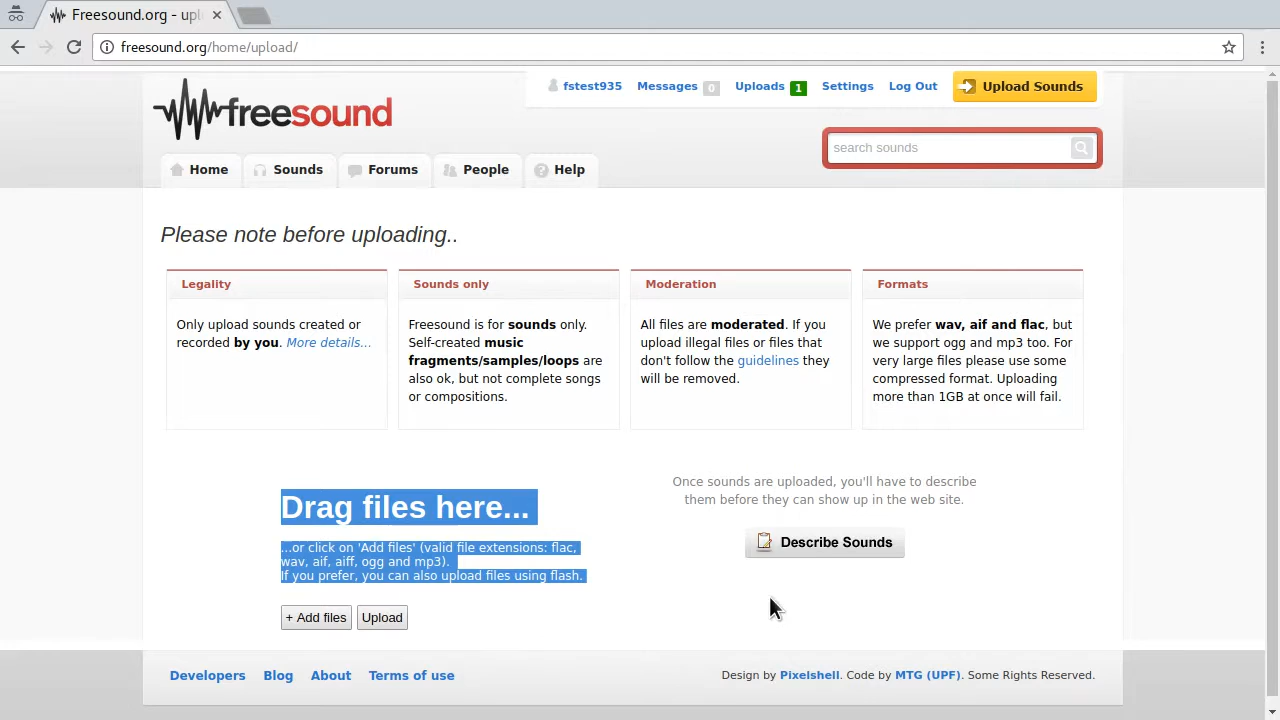 Freesound.org - upl
freesound.org/home/upload/
fstest935 Messages 0 Uploads 1 Settings Log Out Upload Sounds
freesound
search sounds
Home Sounds Forums People Help
Please note before uploading..
Legality
Only upload sounds created or
recorded by you. More details...
Sounds only
Freesound is for sounds only.
Self-created music
fragments/samples/loops are
also ok, but not complete songs
or compositions.
Moderation
All files are moderated. If you
upload illegal files or files that
don't follow the guidelines they
will be removed.
Formats
We prefer wav, aif and flac, but
we support ogg and mp3 too. For
very large files please use some
compressed format. Uploading
more than 1GB at once will fail.
Drag files here...
...or click on 'Add files' (valid file extensions: flac,
wav, aif, aiff, ogg and mp3).
If you prefer, you can also upload files using flash.
+ Add files Upload
Once sounds are uploaded, you'll have to describe
them before they can show up in the web site.
Describe Sounds
Developers Blog About Terms of use
Design by Pixelshell. Code by MTG (UPF). Some Rights Reserved.